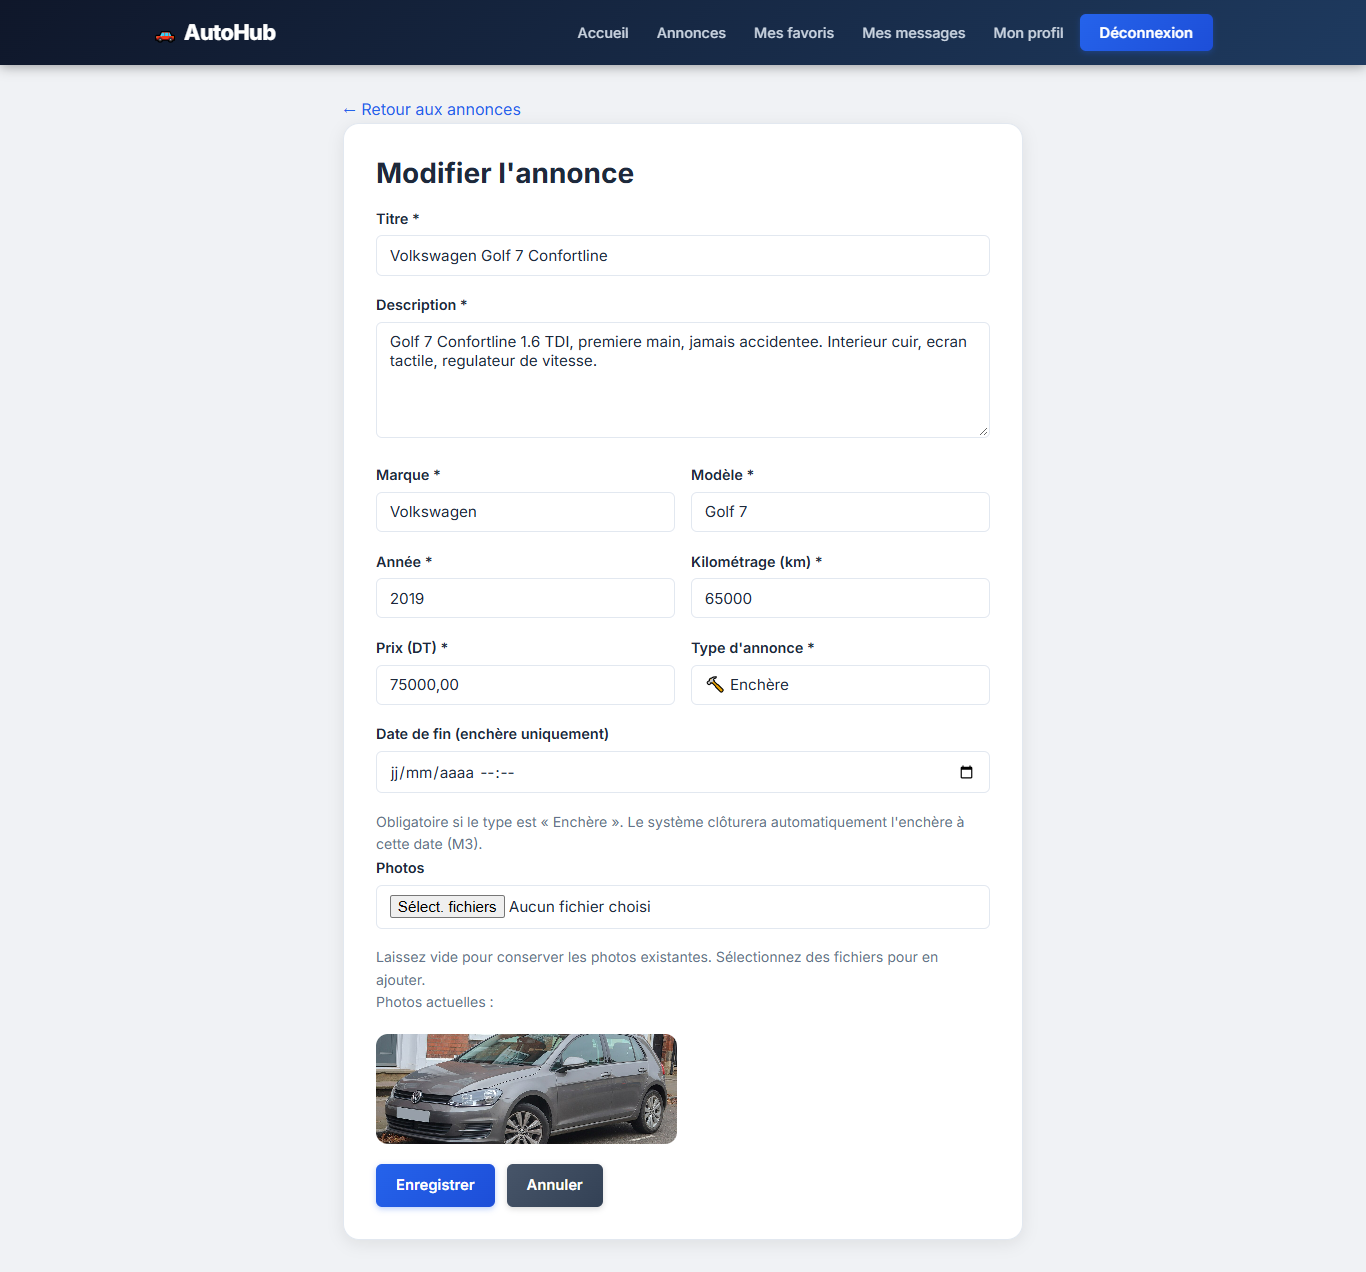 AutoHub
Accueil
Annonces
Mes favoris
Mes messages
Mon profil
Déconnexion
← Retour aux annonces
Modifier l'annonce
Titre *
Volkswagen Golf 7 Confortline
Description *
Golf 7 Confortline 1.6 TDI, premiere main, jamais accidentee. Interieur cuir, ecran
tactile, regulateur de vitesse.
Marque *
Modèle *
Volkswagen
Golf 7
Année *
Kilométrage (km) *
2019
65000
Prix (DT) *
Type d'annonce *
75000,00
🔨 Enchère
Date de fin (enchère uniquement)
jj/mm/aaaa --:--
Obligatoire si le type est « Enchère ». Le système clôturera automatiquement l'enchère à
cette date (M3).
Photos
Sélect. fichiers Aucun fichier choisi
Laissez vide pour conserver les photos existantes. Sélectionnez des fichiers pour en
ajouter.
Photos actuelles :
Enregistrer
Annuler